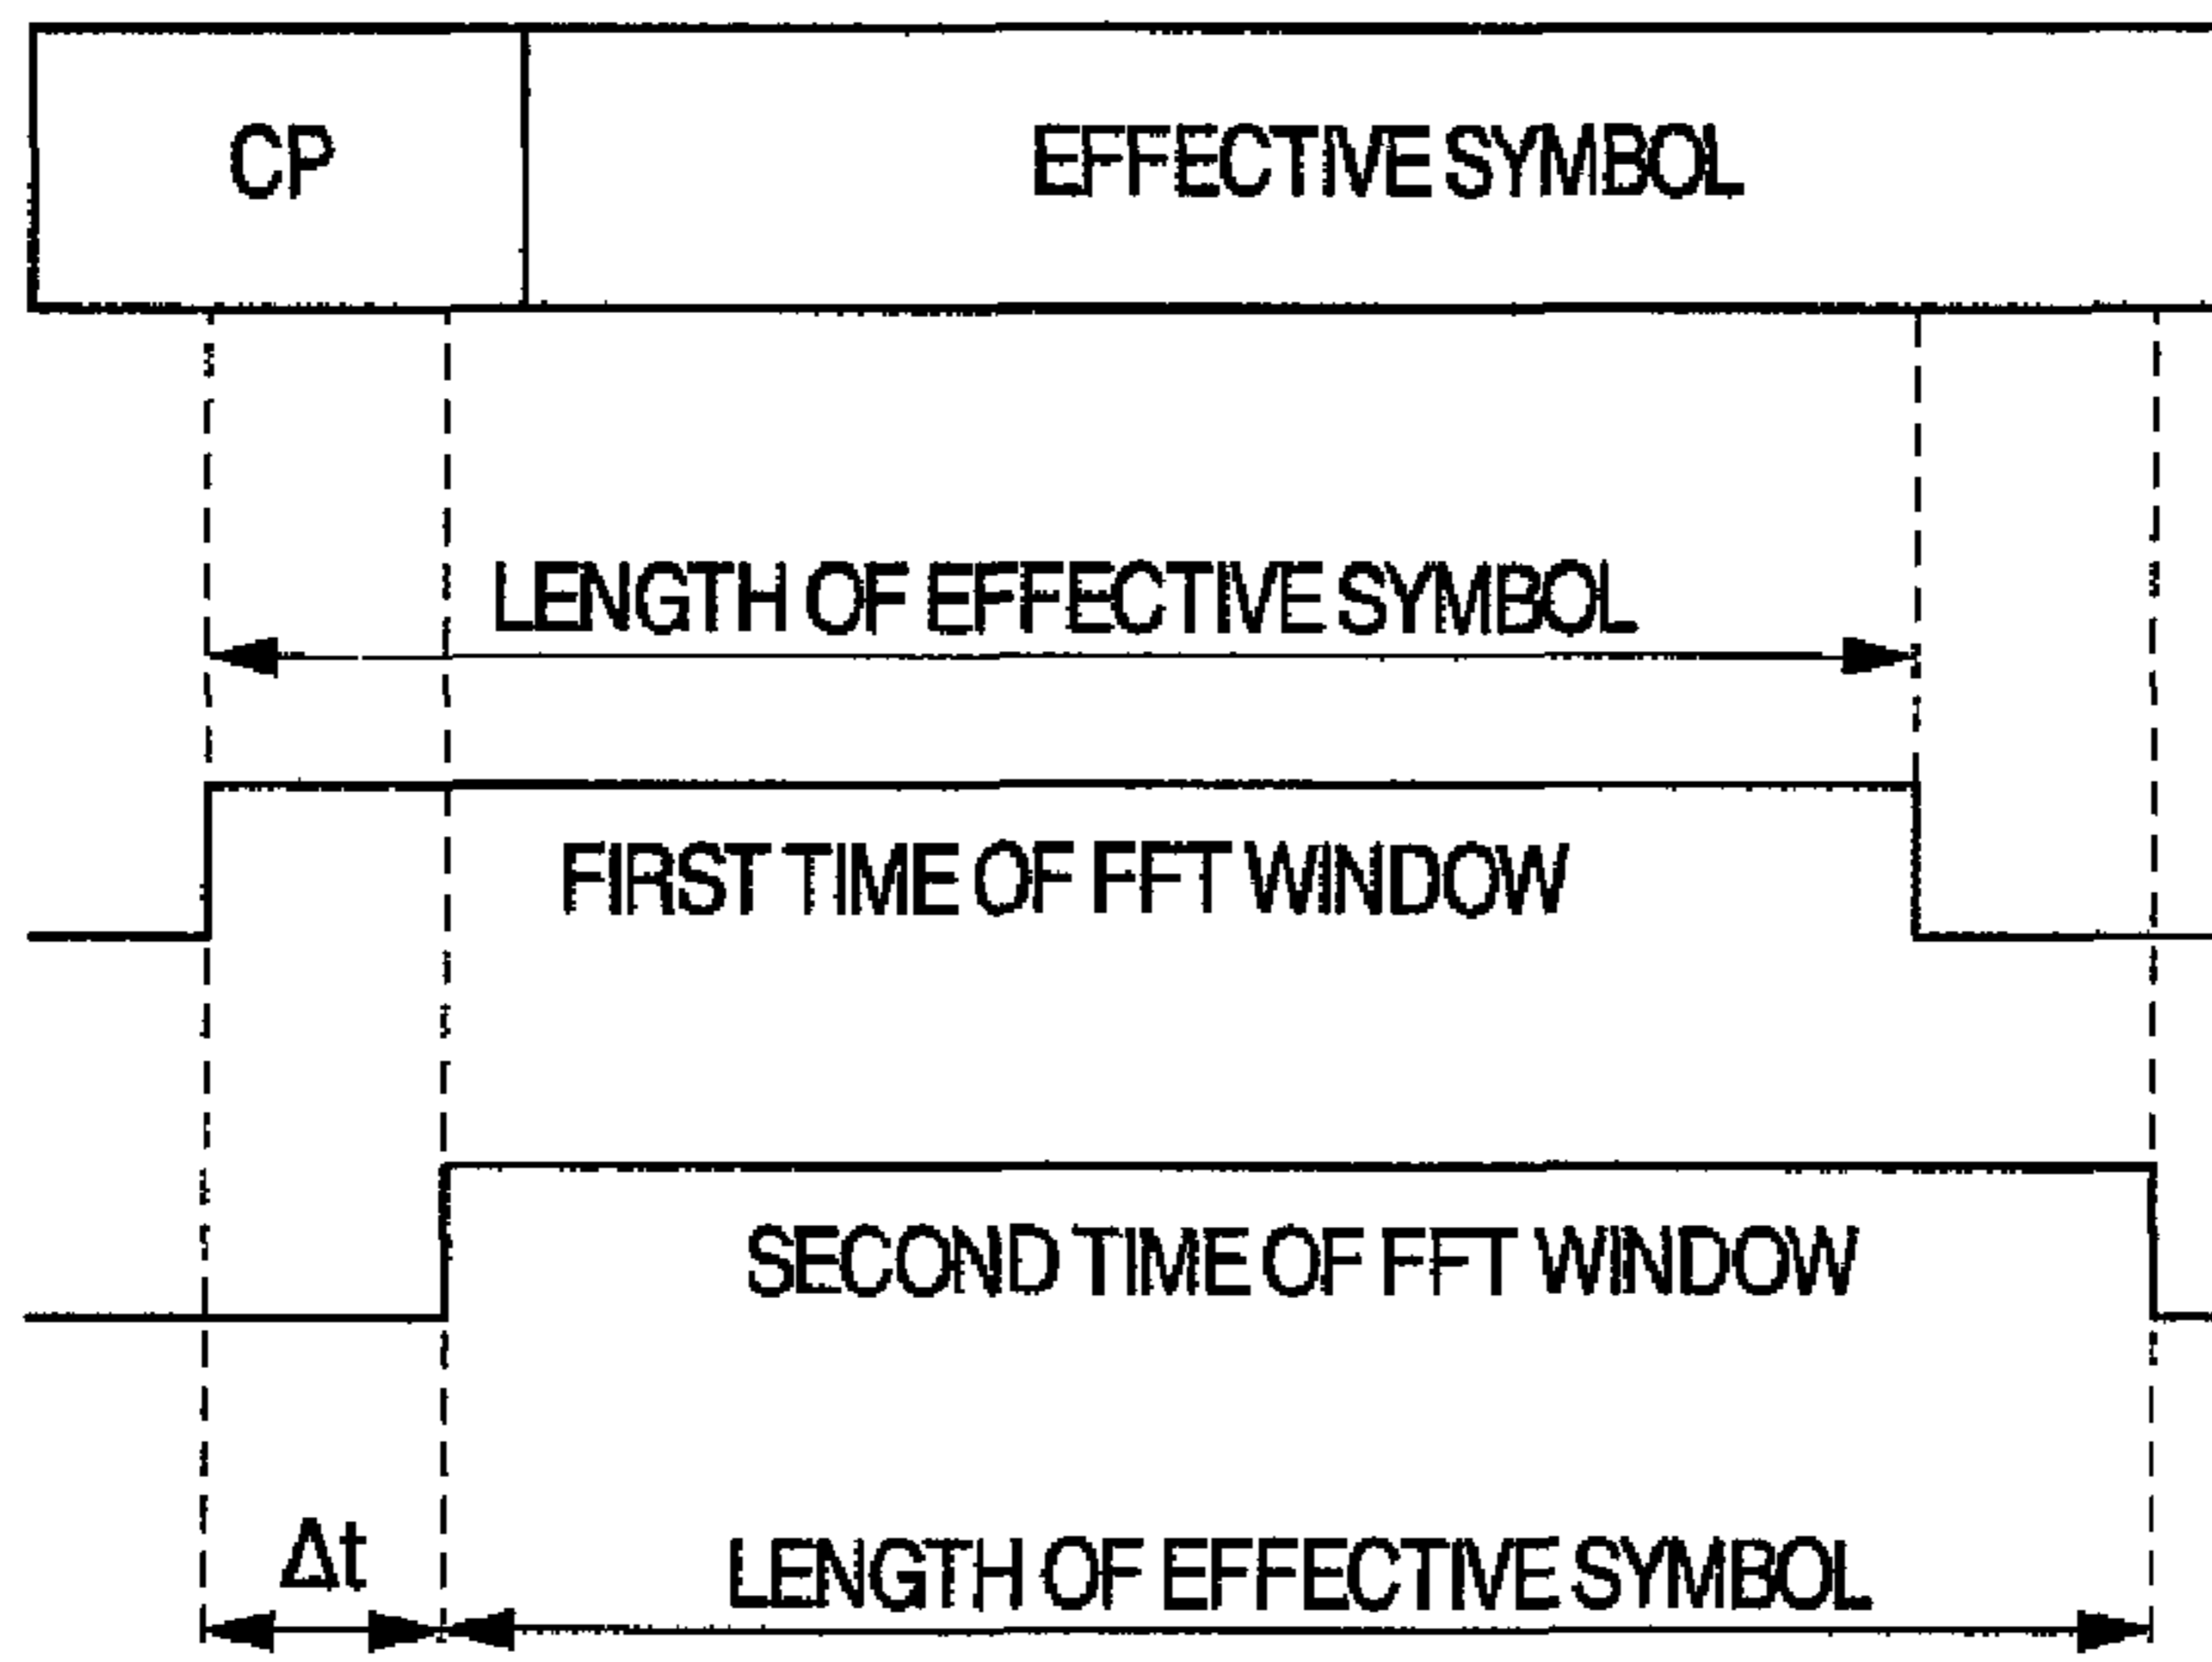 CP
EFFECTIVE SYMBOL
LENGTH OF EFFECTIVE SYMBOL
FIRST TIME OF FFT WINDOW
SECOND TIME OF FFT WINDOW
Δt
LENGTH OF EFFECTIVE SYMBOL